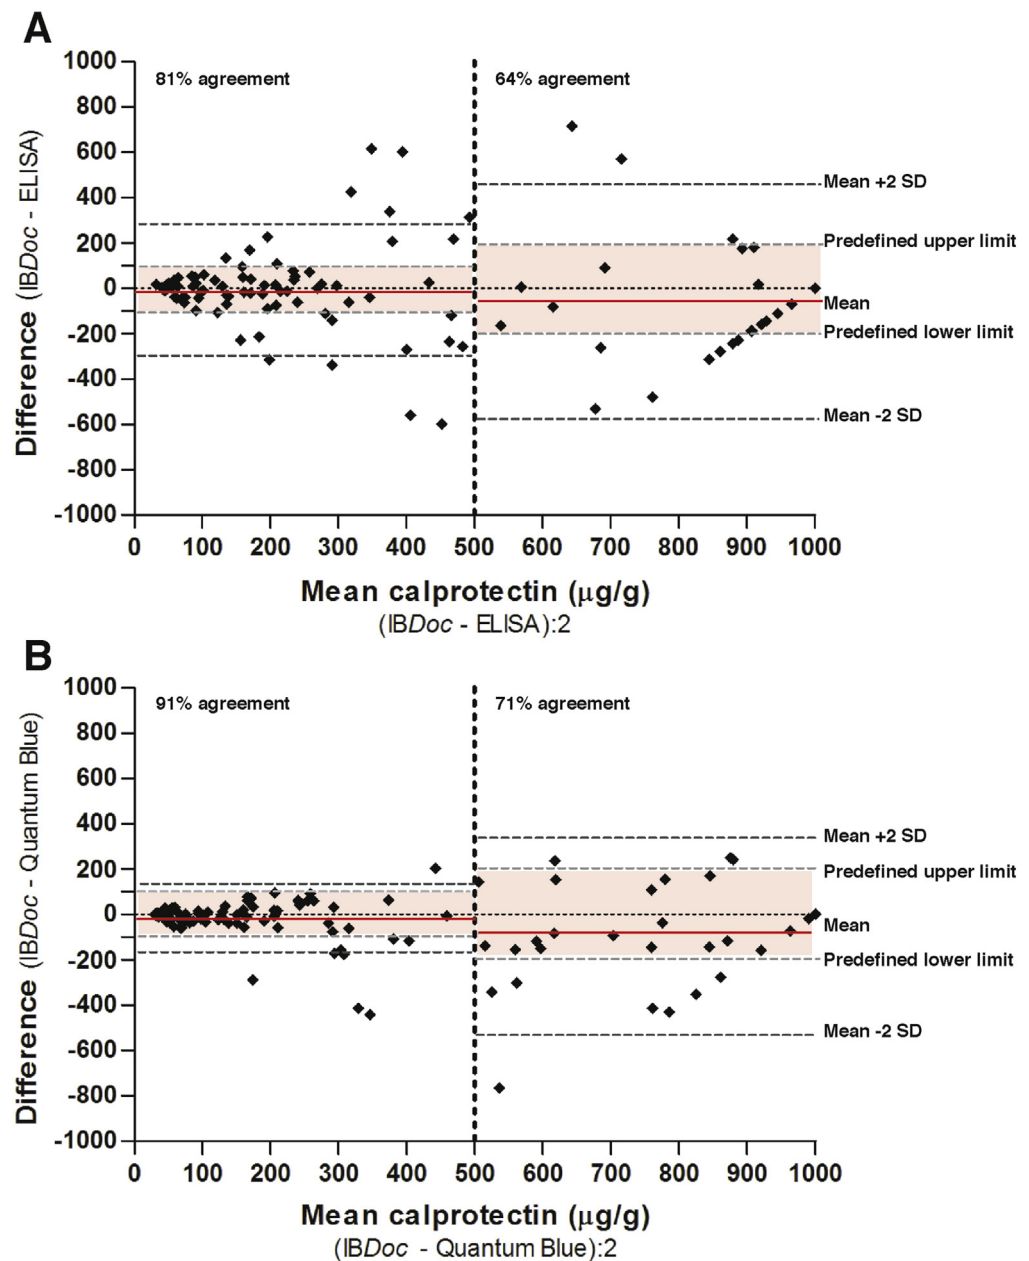 A
1000
81% agreement
64% agreement
800
600
400
200
0
-200
-400
-600
-800
-1000
Difference (IBDoc - ELISA)
Mean +2 SD
Predefined upper limit
Mean
Predefined lower limit
Mean -2 SD
0 100 200 300 400 500 600 700 800 900 1000
Mean calprotectin (μg/g)
(IBDoc - ELISA):2
B
1000
91% agreement
71% agreement
800
600
400
200
0
-200
-400
-600
-800
-1000
Difference (IBDoc - Quantum Blue)
Mean +2 SD
Predefined upper limit
Mean
Predefined lower limit
Mean -2 SD
0 100 200 300 400 500 600 700 800 900 1000
Mean calprotectin (μg/g)
(IBDoc - Quantum Blue):2